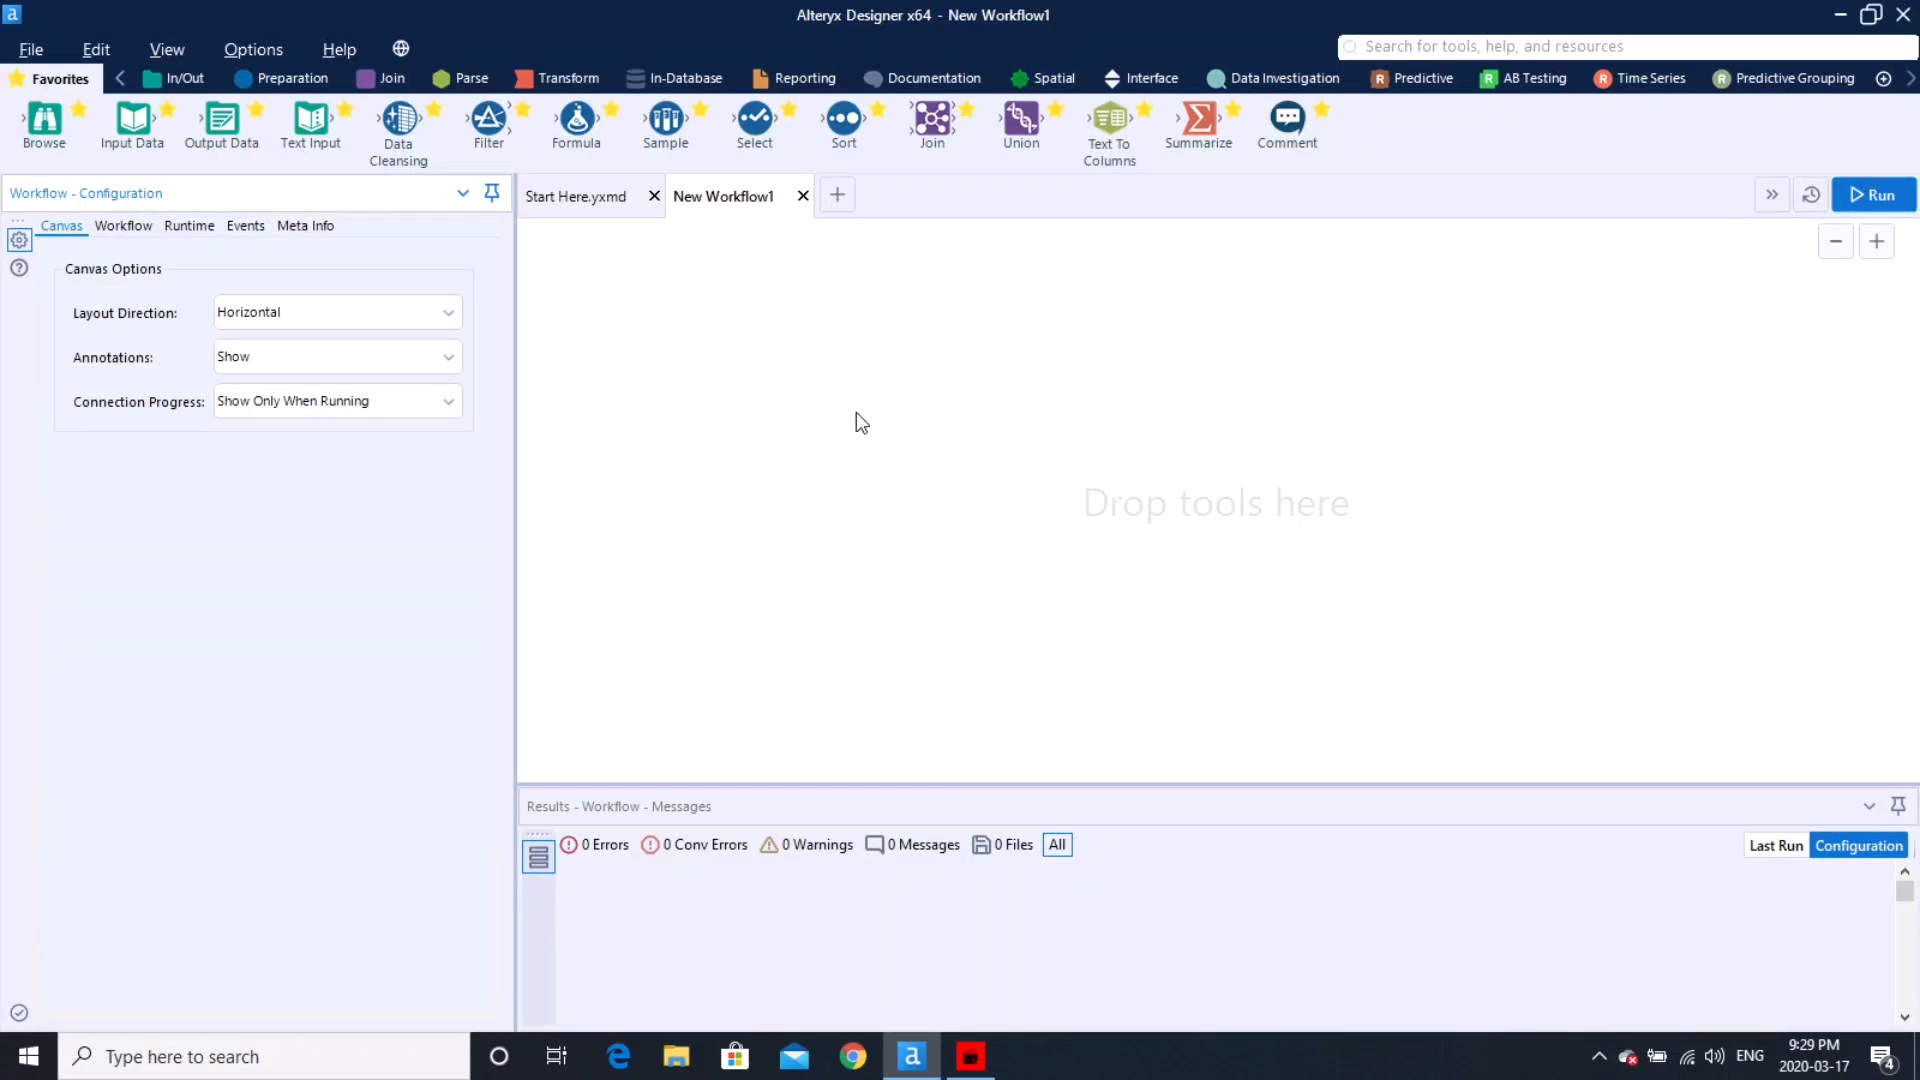 Alteryx Designer x64 - New Workflow1
File Edit View Options Help
Search for tools, help, and resources
Favorites In/Out Preparation Join Parse Transform In-Database Reporting Documentation Spatial Interface Data Investigation Predictive AB Testing Time Series Predictive Grouping
Browse Input Data Output Data Text Input Data Cleansing Filter Formula Sample Select Sort Join Union Text To Columns Summarize Comment
Workflow - Configuration
Start Here.yxmd New Workflow1
Run
Canvas Workflow Runtime Events Meta Info
Canvas Options
Layout Direction: Horizontal
Annotations: Show
Connection Progress: Show Only When Running
Drop tools here
Results - Workflow - Messages
0 Errors 0 Conv Errors 0 Warnings 0 Messages 0 Files All
Last Run Configuration
Type here to search
ENG
9:29 PM
2020-03-17
4